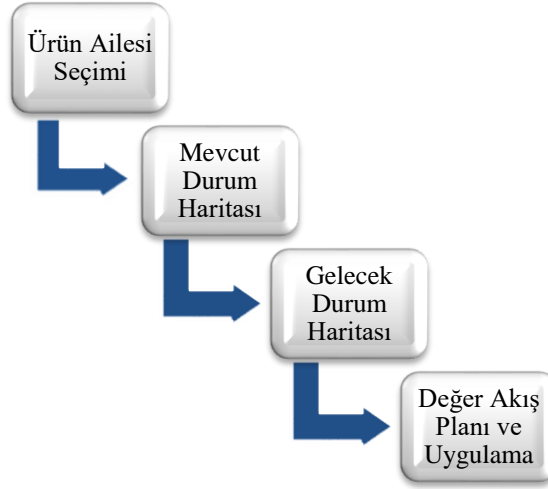 Ürün Ailesi
Seçimi
Mevcut
Durum
Haritası
Gelecek
Durum
Haritası
Değer Akış
Planı ve
Uygulama